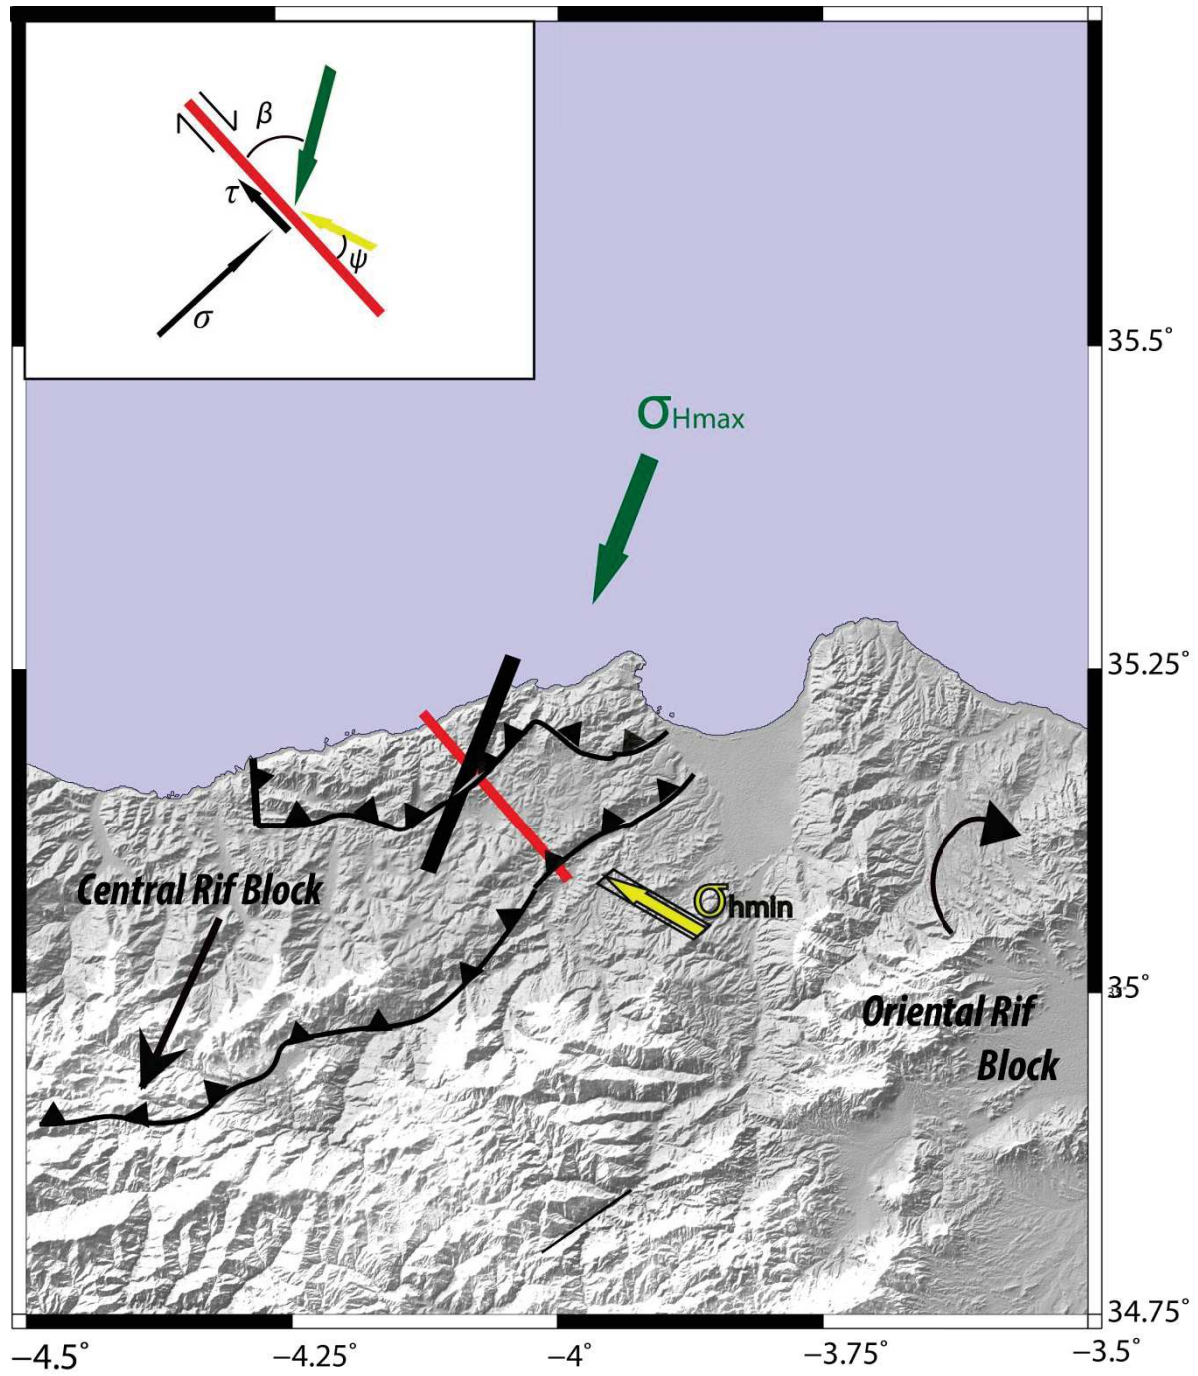 β
τ
ψ
σ
35.5°
σHmax
35.25°
Central Rif Block
σhmin
35°
Oriental Rif
Block
34.75°
−4.5°
−4.25°
−4°
−3.75°
−3.5°